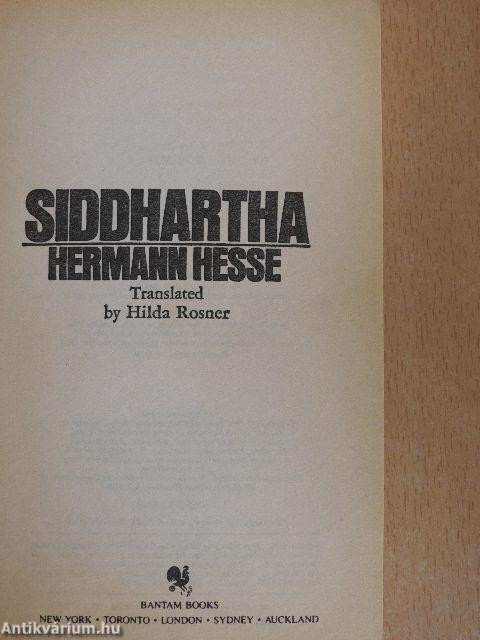 SIDDHARTHA
HERMANN HESSE
Translated
by Hilda Rosner
BANTAM BOOKS
NEW YORK • TORONTO • LONDON • SYDNEY • AUCKLAND
Antikvarium.hu